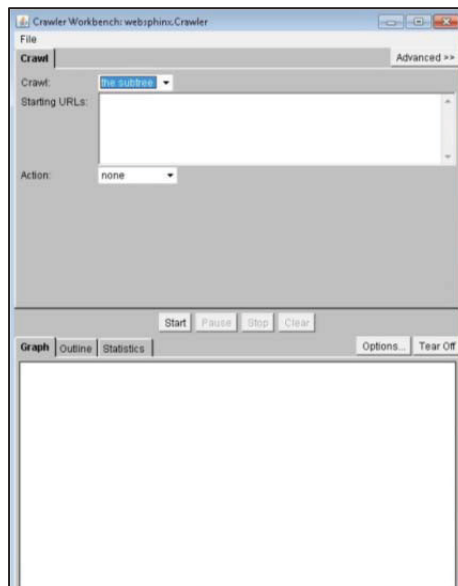 Crawler Workbench: websphinx.Crawler
File
Crawl
Advanced >>
Crawl: the subtree
Starting URLs:
Action: none
Start Pause Stop Clear
Graph Outline Statistics Options... Tear Off